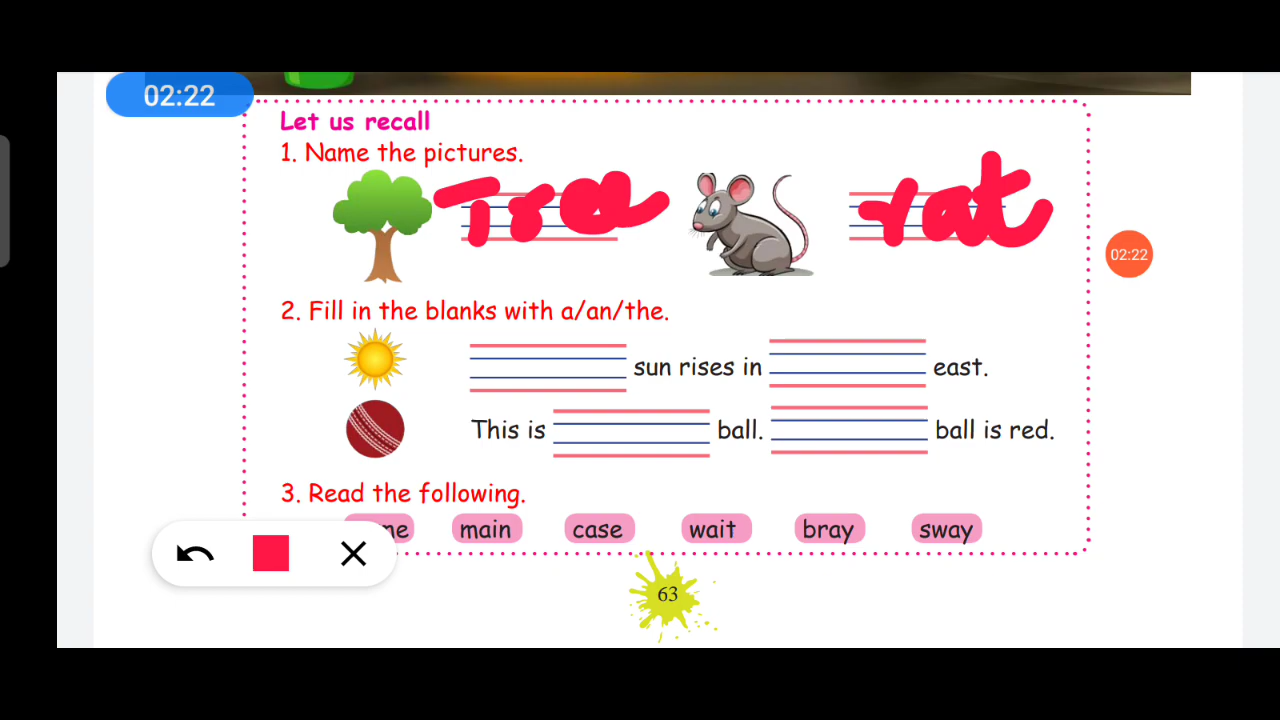 02:22
Let us recall
1. Name the pictures.
Tree rat
02:22
2. Fill in the blanks with a/an/the.
sun rises in east.
This is ball. ball is red.
3. Read the following.
main case wait bray sway
63